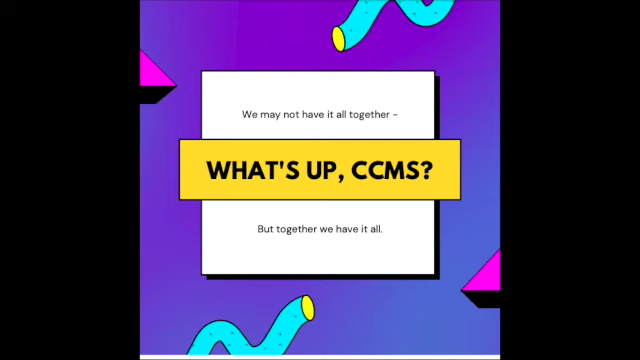 We may not have it all together -
WHAT'S UP, CCMS?
But together we have it all.